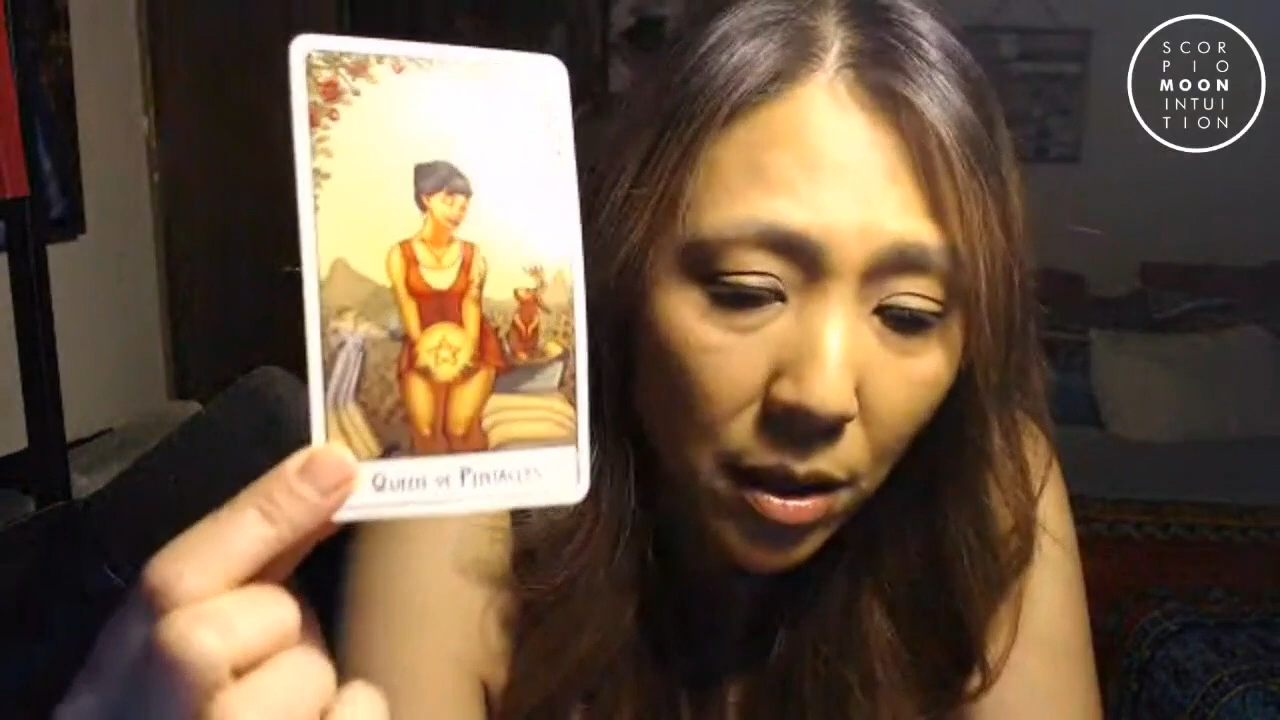 SCOR
PIO
MOON
INTUI
TION
QUEEN OF PENTACLES